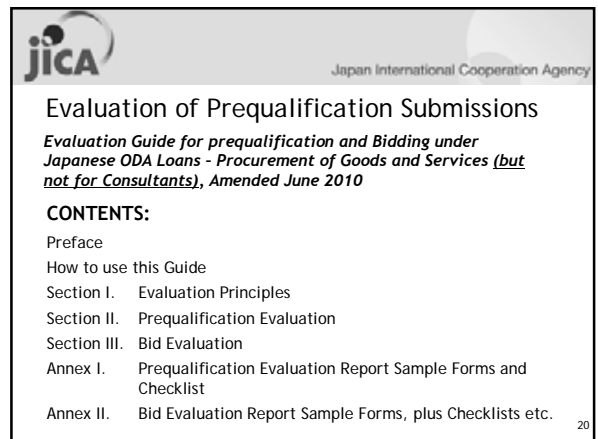 jica
Japan International Cooperation Agency
Evaluation of Prequalification Submissions
Evaluation Guide for prequalification and Bidding under
Japanese ODA Loans - Procurement of Goods and Services (but
not for Consultants), Amended June 2010
CONTENTS:
Preface
How to use this Guide
Section I. Evaluation Principles
Section II. Prequalification Evaluation
Section III. Bid Evaluation
Annex I. Prequalification Evaluation Report Sample Forms and
Checklist
Annex II. Bid Evaluation Report Sample Forms, plus Checklists etc.
20